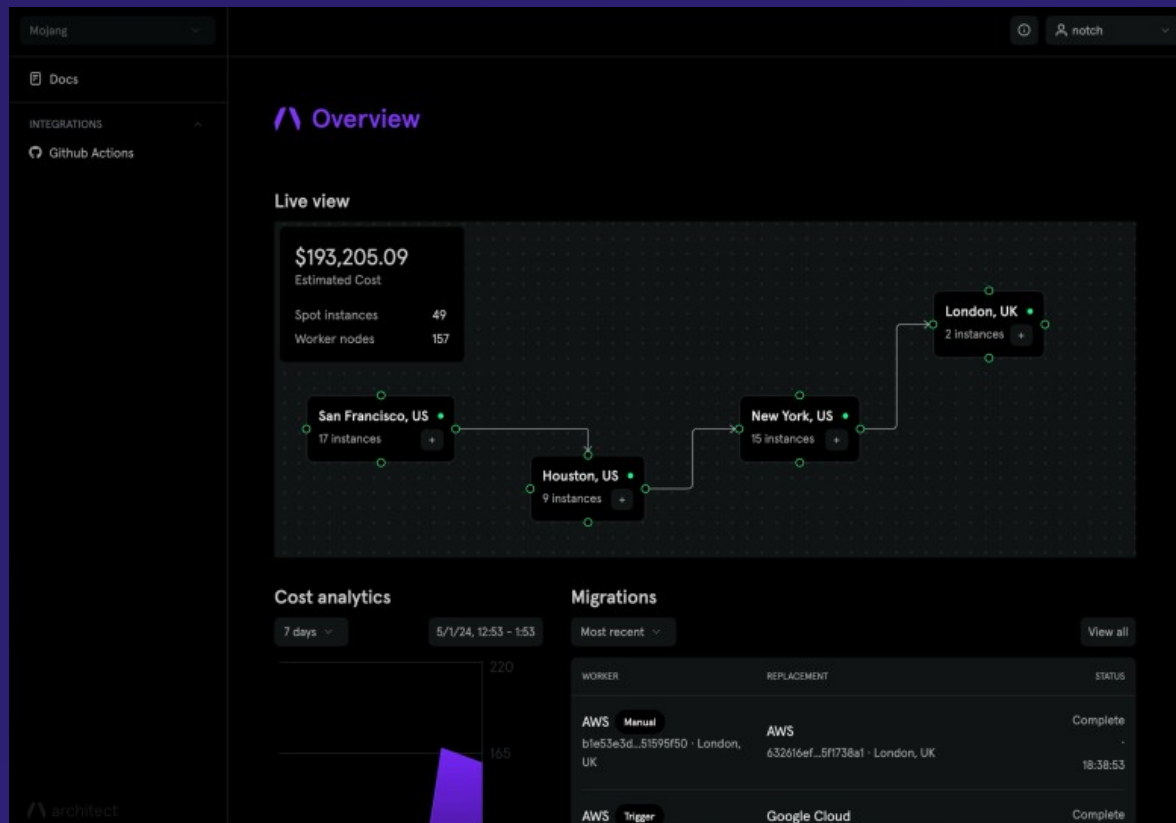 Mojang
notch
Docs
INTEGRATIONS
Github Actions
Overview
Live view
$193,205.09
Estimated Cost
Spot instances 49
Worker nodes 157
London, UK
2 instances +
San Francisco, US
17 instances +
New York, US
15 instances +
Houston, US
9 instances +
Cost analytics
7 days
5/1/24, 12:53 - 1:53
220
165
Migrations
Most recent
View all
WORKER REPLACEMENT STATUS
AWS Manual
b1e53e3d...51595f50 · London,
UK
AWS
632616ef...5f1738a1 · London, UK
Complete
-
18:38:53
AWS Trigger
Google Cloud
Complete
architect